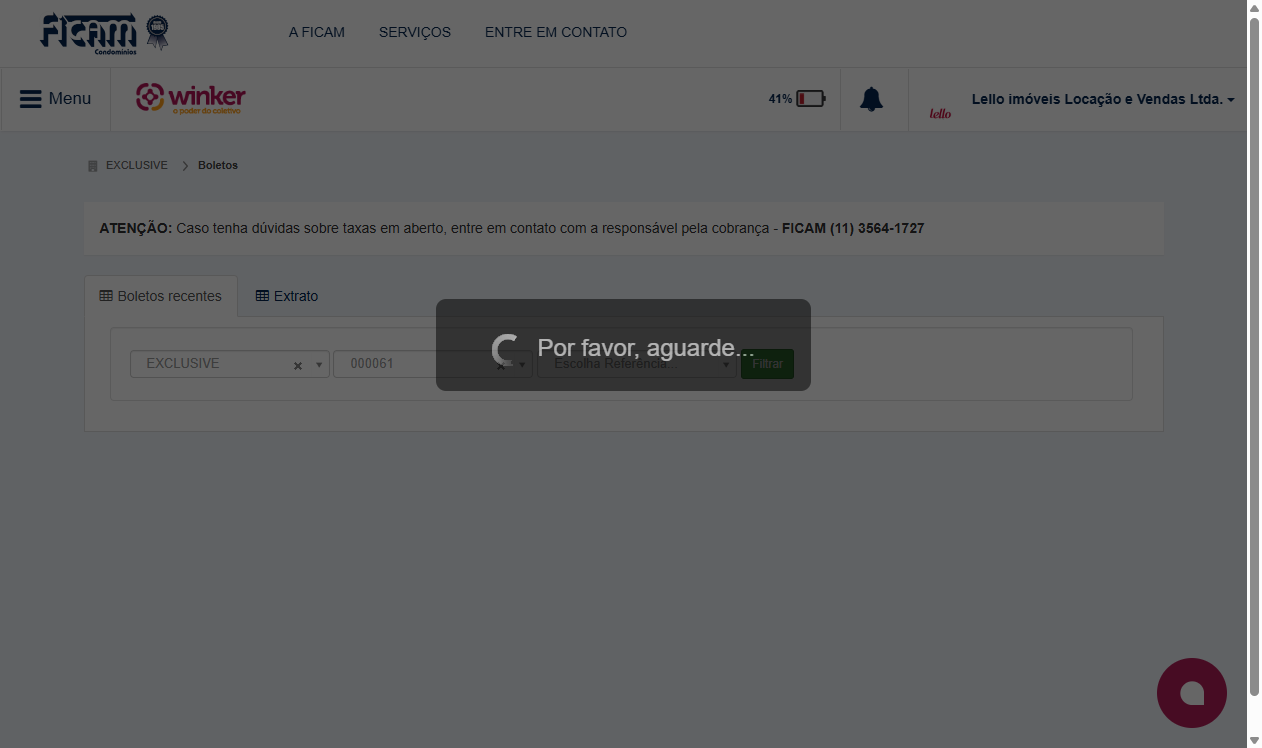 ficam
Condomínios
A FICAM
SERVIÇOS
ENTRE EM CONTATO
Menu
winker
o poder do coletivo
41%
lello
Lello imóveis Locação e Vendas Ltda.
EXCLUSIVE
Boletos
ATENÇÃO: Caso tenha dúvidas sobre taxas em aberto, entre em contato com a responsável pela cobrança - FICAM (11) 3564-1727
Boletos recentes
Extrato
Por favor, aguarde...
EXCLUSIVE
000061
Escolha Referência...
Filtrar